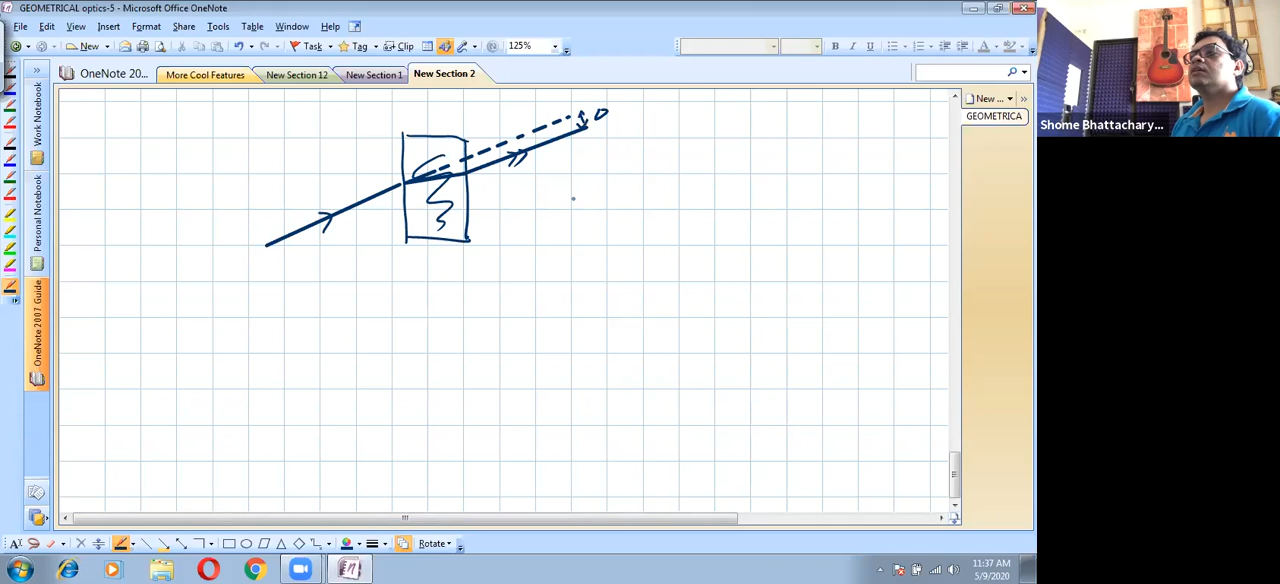 GEOMETRICAL optics-5 - Microsoft Office OneNote
File Edit View Insert Format Share Tools Table Window Help
New Task Tag Clip 125% B I U A
OneNote 20... More Cool Features New Section 12 New Section 1 New Section 2
New ...
GEOMETRICA
Work Notebook
Personal Notebook
OneNote 2007 Guide
D
Shome Bhattachary...
Rotate
11:37 AM
5/9/2020